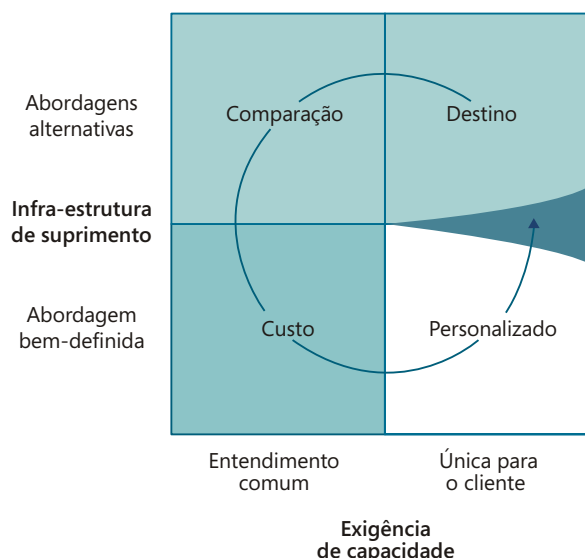 Abordagens
alternativas
Comparação
Destino
Infra-estrutura
de suprimento
Abordagem
bem-definida
Custo
Personalizado
Entendimento
comum
Única para
o cliente
Exigência
de capacidade